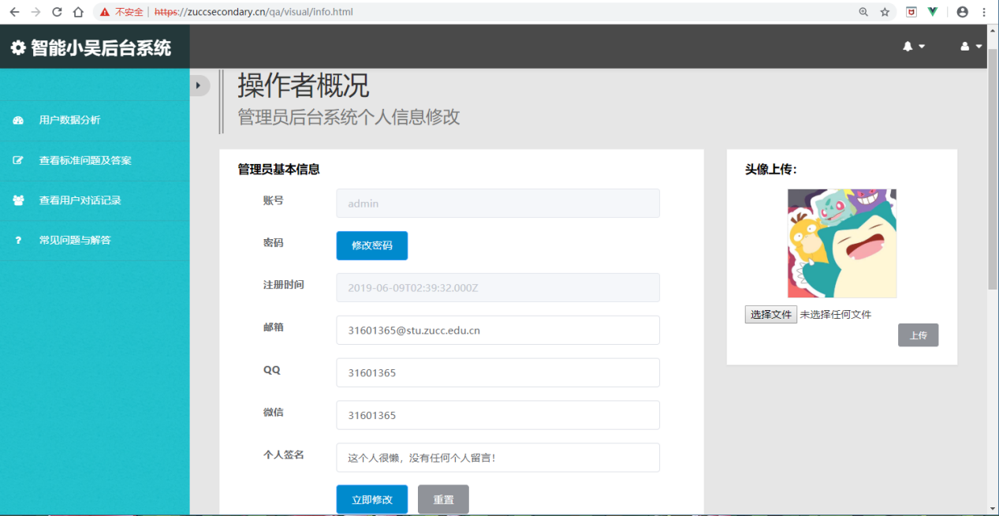 不安全 | https://zuccsecondary.cn/qa/visual/info.html
智能小吴后台系统
用户数据分析
查看标准问题及答案
查看用户对话记录
? 常见问题与解答
操作者概况
管理员后台系统个人信息修改
管理员基本信息
账号 admin
密码 修改密码
注册时间 2019-06-09T02:39:32.000Z
邮箱 31601365@stu.zucc.edu.cn
QQ 31601365
微信 31601365
个人签名 这个人很懒，没有任何个人留言！
立即修改 重置
头像上传：
选择文件 未选择任何文件
上传